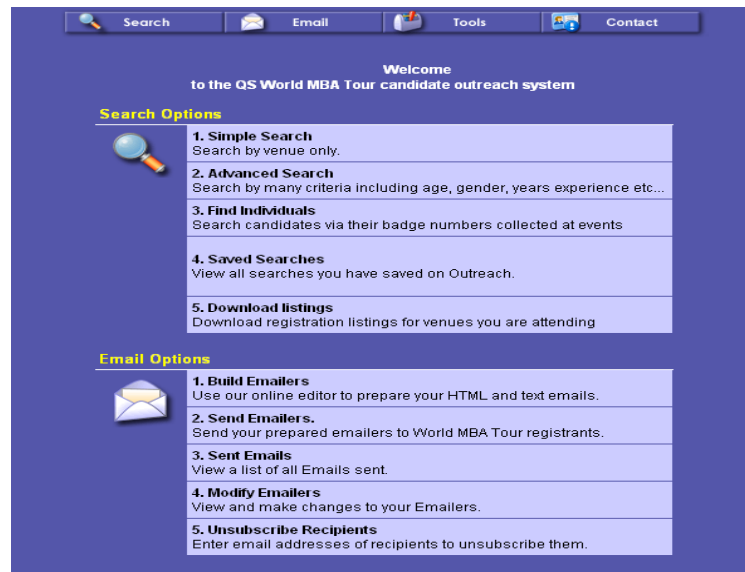 Search Email Tools Contact
Welcome
to the QS World MBA Tour candidate outreach system
Search Options
1. Simple Search
Search by venue only.
2. Advanced Search
Search by many criteria including age, gender, years experience etc...
3. Find Individuals
Search candidates via their badge numbers collected at events
4. Saved Searches
View all searches you have saved on Outreach.
5. Download listings
Download registration listings for venues you are attending
Email Options
1. Build Emailers
Use our online editor to prepare your HTML and text emails.
2. Send Emailers.
Send your prepared emailers to World MBA Tour registrants.
3. Sent Emails
View a list of all Emails sent.
4. Modify Emailers
View and make changes to your Emailers.
5. Unsubscribe Recipients
Enter email addresses of recipients to unsubscribe them.